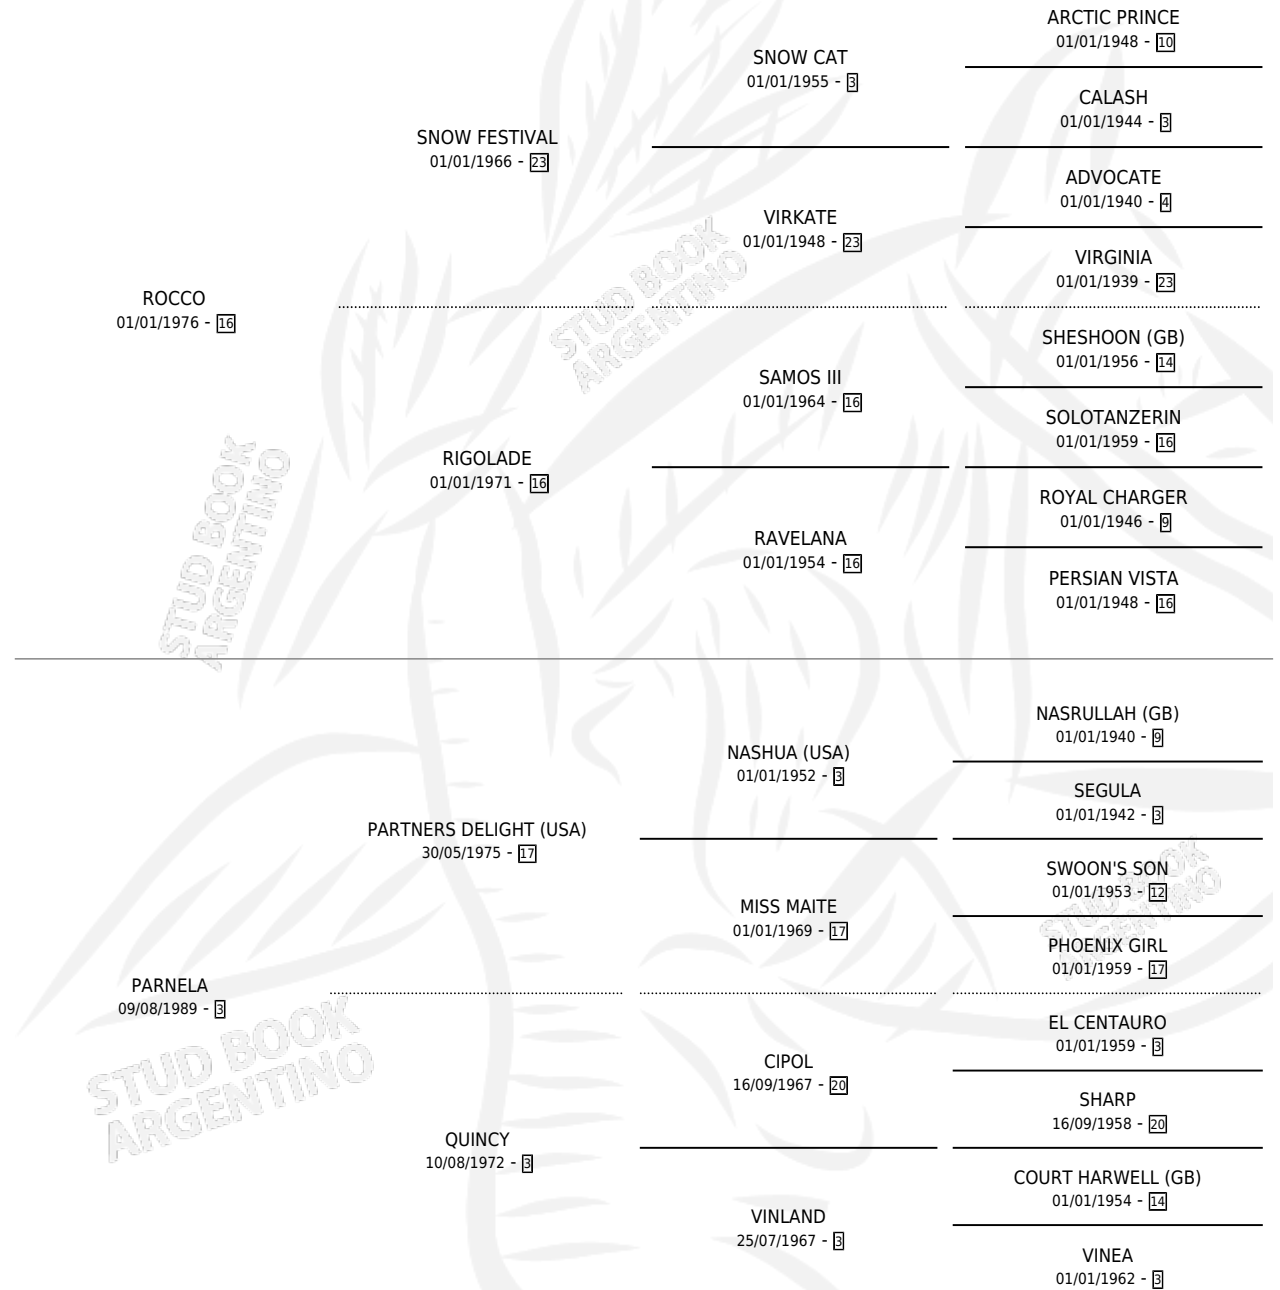 ARCTIC PRINCE
01/01/1948 - 10
SNOW CAT
01/01/1955 - 3
CALASH
01/01/1944 - 3
SNOW FESTIVAL
01/01/1966 - 23
ADVOCATE
01/01/1940 - 4
VIRKATE
01/01/1948 - 23
VIRGINIA
01/01/1939 - 23
ROCCO
01/01/1976 - 16
SHESHOON (GB)
01/01/1956 - 14
SAMOS III
01/01/1964 - 16
SOLOTANZERIN
01/01/1959 - 16
RIGOLADE
01/01/1971 - 16
ROYAL CHARGER
01/01/1946 - 9
RAVELANA
01/01/1954 - 16
PERSIAN VISTA
01/01/1948 - 16
NASRULLAH (GB)
01/01/1940 - 9
NASHUA (USA)
01/01/1952 - 3
SEGULA
01/01/1942 - 3
PARTNERS DELIGHT (USA)
30/05/1975 - 17
SWOON'S SON
01/01/1953 - 12
MISS MAITE
01/01/1969 - 17
PHOENIX GIRL
01/01/1959 - 17
PARNELA
09/08/1989 - 3
EL CENTAURO
01/01/1959 - 3
CIPOL
16/09/1967 - 20
SHARP
16/09/1958 - 20
QUINCY
10/08/1972 - 3
COURT HARWELL (GB)
01/01/1954 - 14
VINLAND
25/07/1967 - 3
VINEA
01/01/1962 - 3
STUD BOOK
ARGENTINO
STUD BOOK
ARGENTINO
STUD BOOK
ARGENTINO
STUD BOOK
ARGENTINO